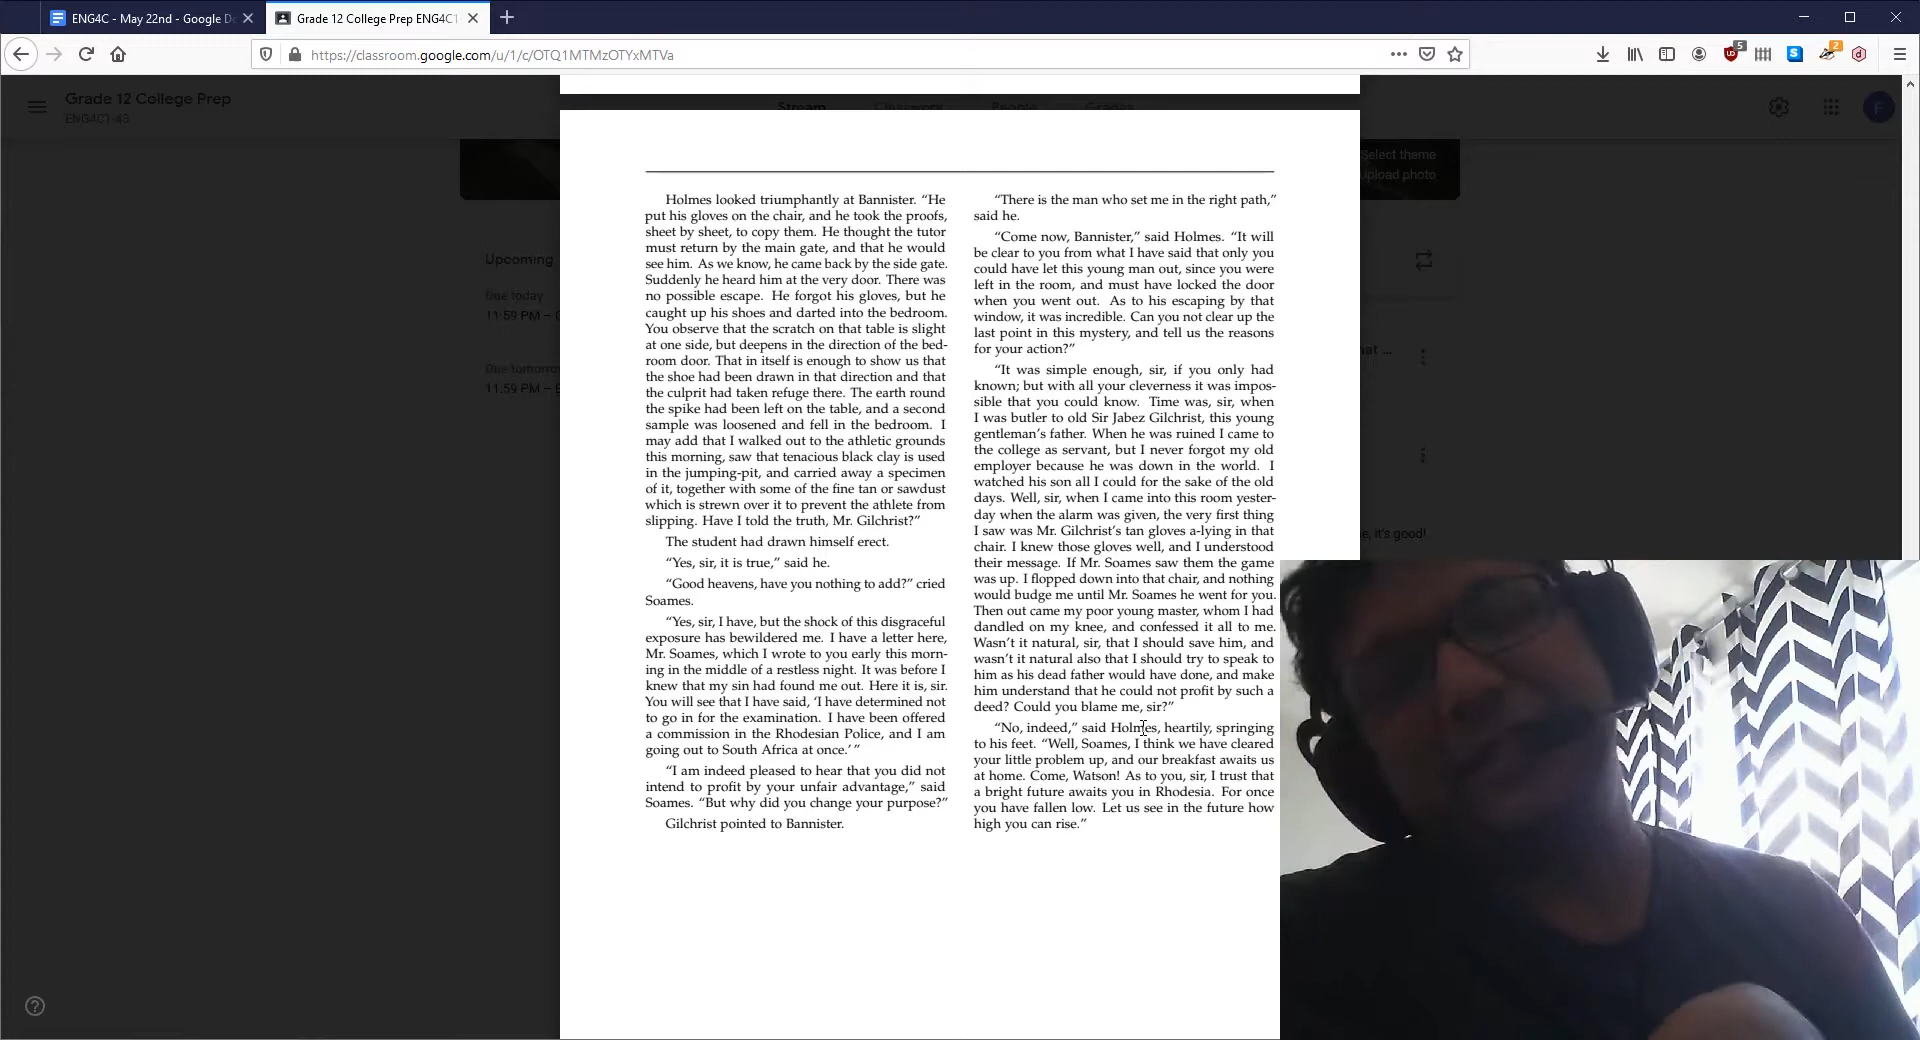 ENG4C - May 22nd - Google D
Grade 12 College Prep ENG4C1
https://classroom.google.com/u/1/c/OTQ1MTMzOTYxMTVa
5
2
Grade 12 College Prep
ENG4C1-48
Stream Classwork People Grades
F
Select theme
Upload photo
Upcoming
Due today
11:59 PM –
Due tomorrow
11:59 PM –
hat ...
e, it's good!
Holmes looked triumphantly at Bannister. “He
put his gloves on the chair, and he took the proofs,
sheet by sheet, to copy them. He thought the tutor
must return by the main gate, and that he would
see him. As we know, he came back by the side gate.
Suddenly he heard him at the very door. There was
no possible escape. He forgot his gloves, but he
caught up his shoes and darted into the bedroom.
You observe that the scratch on that table is slight
at one side, but deepens in the direction of the bed-
room door. That in itself is enough to show us that
the shoe had been drawn in that direction and that
the culprit had taken refuge there. The earth round
the spike had been left on the table, and a second
sample was loosened and fell in the bedroom. I
may add that I walked out to the athletic grounds
this morning, saw that tenacious black clay is used
in the jumping-pit, and carried away a specimen
of it, together with some of the fine tan or sawdust
which is strewn over it to prevent the athlete from
slipping. Have I told the truth, Mr. Gilchrist?”
The student had drawn himself erect.
“Yes, sir, it is true,” said he.
“Good heavens, have you nothing to add?” cried
Soames.
“Yes, sir, I have, but the shock of this disgraceful
exposure has bewildered me. I have a letter here,
Mr. Soames, which I wrote to you early this morn-
ing in the middle of a restless night. It was before I
knew that my sin had found me out. Here it is, sir.
You will see that I have said, ‘I have determined not
to go in for the examination. I have been offered
a commission in the Rhodesian Police, and I am
going out to South Africa at once.’ ”
“I am indeed pleased to hear that you did not
intend to profit by your unfair advantage,” said
Soames. “But why did you change your purpose?”
Gilchrist pointed to Bannister.
“There is the man who set me in the right path,”
said he.
“Come now, Bannister,” said Holmes. “It will
be clear to you from what I have said that only you
could have let this young man out, since you were
left in the room, and must have locked the door
when you went out. As to his escaping by that
window, it was incredible. Can you not clear up the
last point in this mystery, and tell us the reasons
for your action?”
“It was simple enough, sir, if you only had
known; but with all your cleverness it was impos-
sible that you could know. Time was, sir, when
I was butler to old Sir Jabez Gilchrist, this young
gentleman’s father. When he was ruined I came to
the college as servant, but I never forgot my old
employer because he was down in the world. I
watched his son all I could for the sake of the old
days. Well, sir, when I came into this room yester-
day when the alarm was given, the very first thing
I saw was Mr. Gilchrist’s tan gloves a-lying in that
chair. I knew those gloves well, and I understood
their message. If Mr. Soames saw them the game
was up. I flopped down into that chair, and nothing
would budge me until Mr. Soames he went for you.
Then out came my poor young master, whom I had
dandled on my knee, and confessed it all to me.
Wasn’t it natural, sir, that I should save him, and
wasn’t it natural also that I should try to speak to
him as his dead father would have done, and make
him understand that he could not profit by such a
deed? Could you blame me, sir?”
“No, indeed,” said Holmes, heartily, springing
to his feet. “Well, Soames, I think we have cleared
your little problem up, and our breakfast awaits us
at home. Come, Watson! As to you, sir, I trust that
a bright future awaits you in Rhodesia. For once
you have fallen low. Let us see in the future how
high you can rise.”